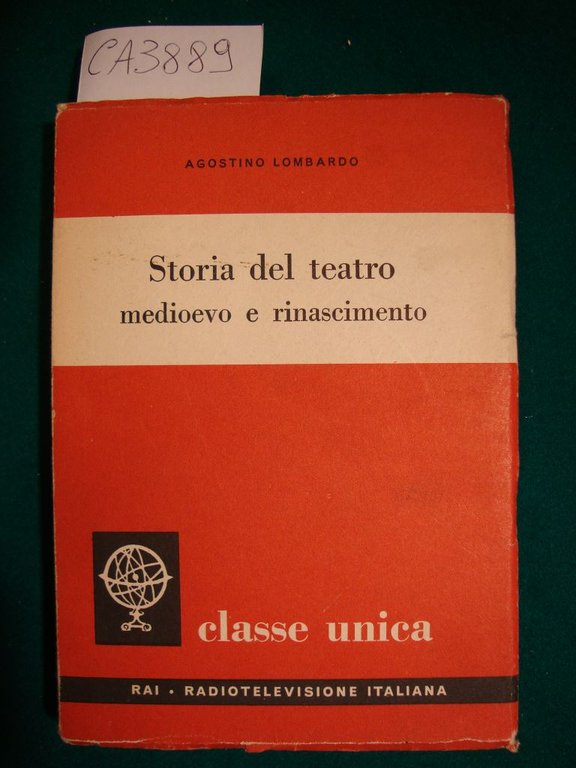 CA3889
AGOSTINO LOMBARDO
Storia del teatro
medioevo e rinascimento
classe unica
RAI • RADIOTELEVISIONE ITALIANA